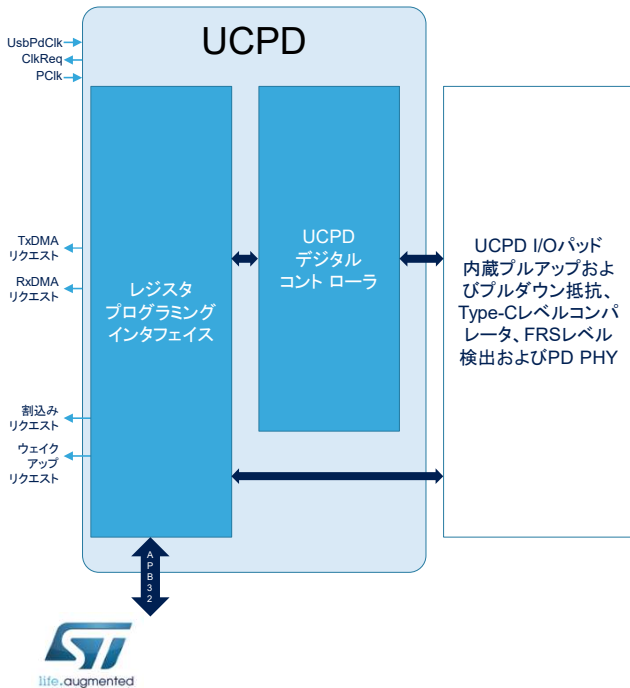 UCPD
UsbPdClk
ClkReq
PClk
TxDMA
リクエスト
RxDMA
リクエスト
割込み
リクエスト
ウェイク
アップ
リクエスト
レジスタ
プログラミング
インタフェイス
UCPD
デジタル
コント ローラ
UCPD I/Oパッド
内蔵プルアップおよ
びプルダウン抵抗、
Type-Cレベルコンパ
レータ、FRSレベル
検出およびPD PHY
APB32
ST
life.augmented